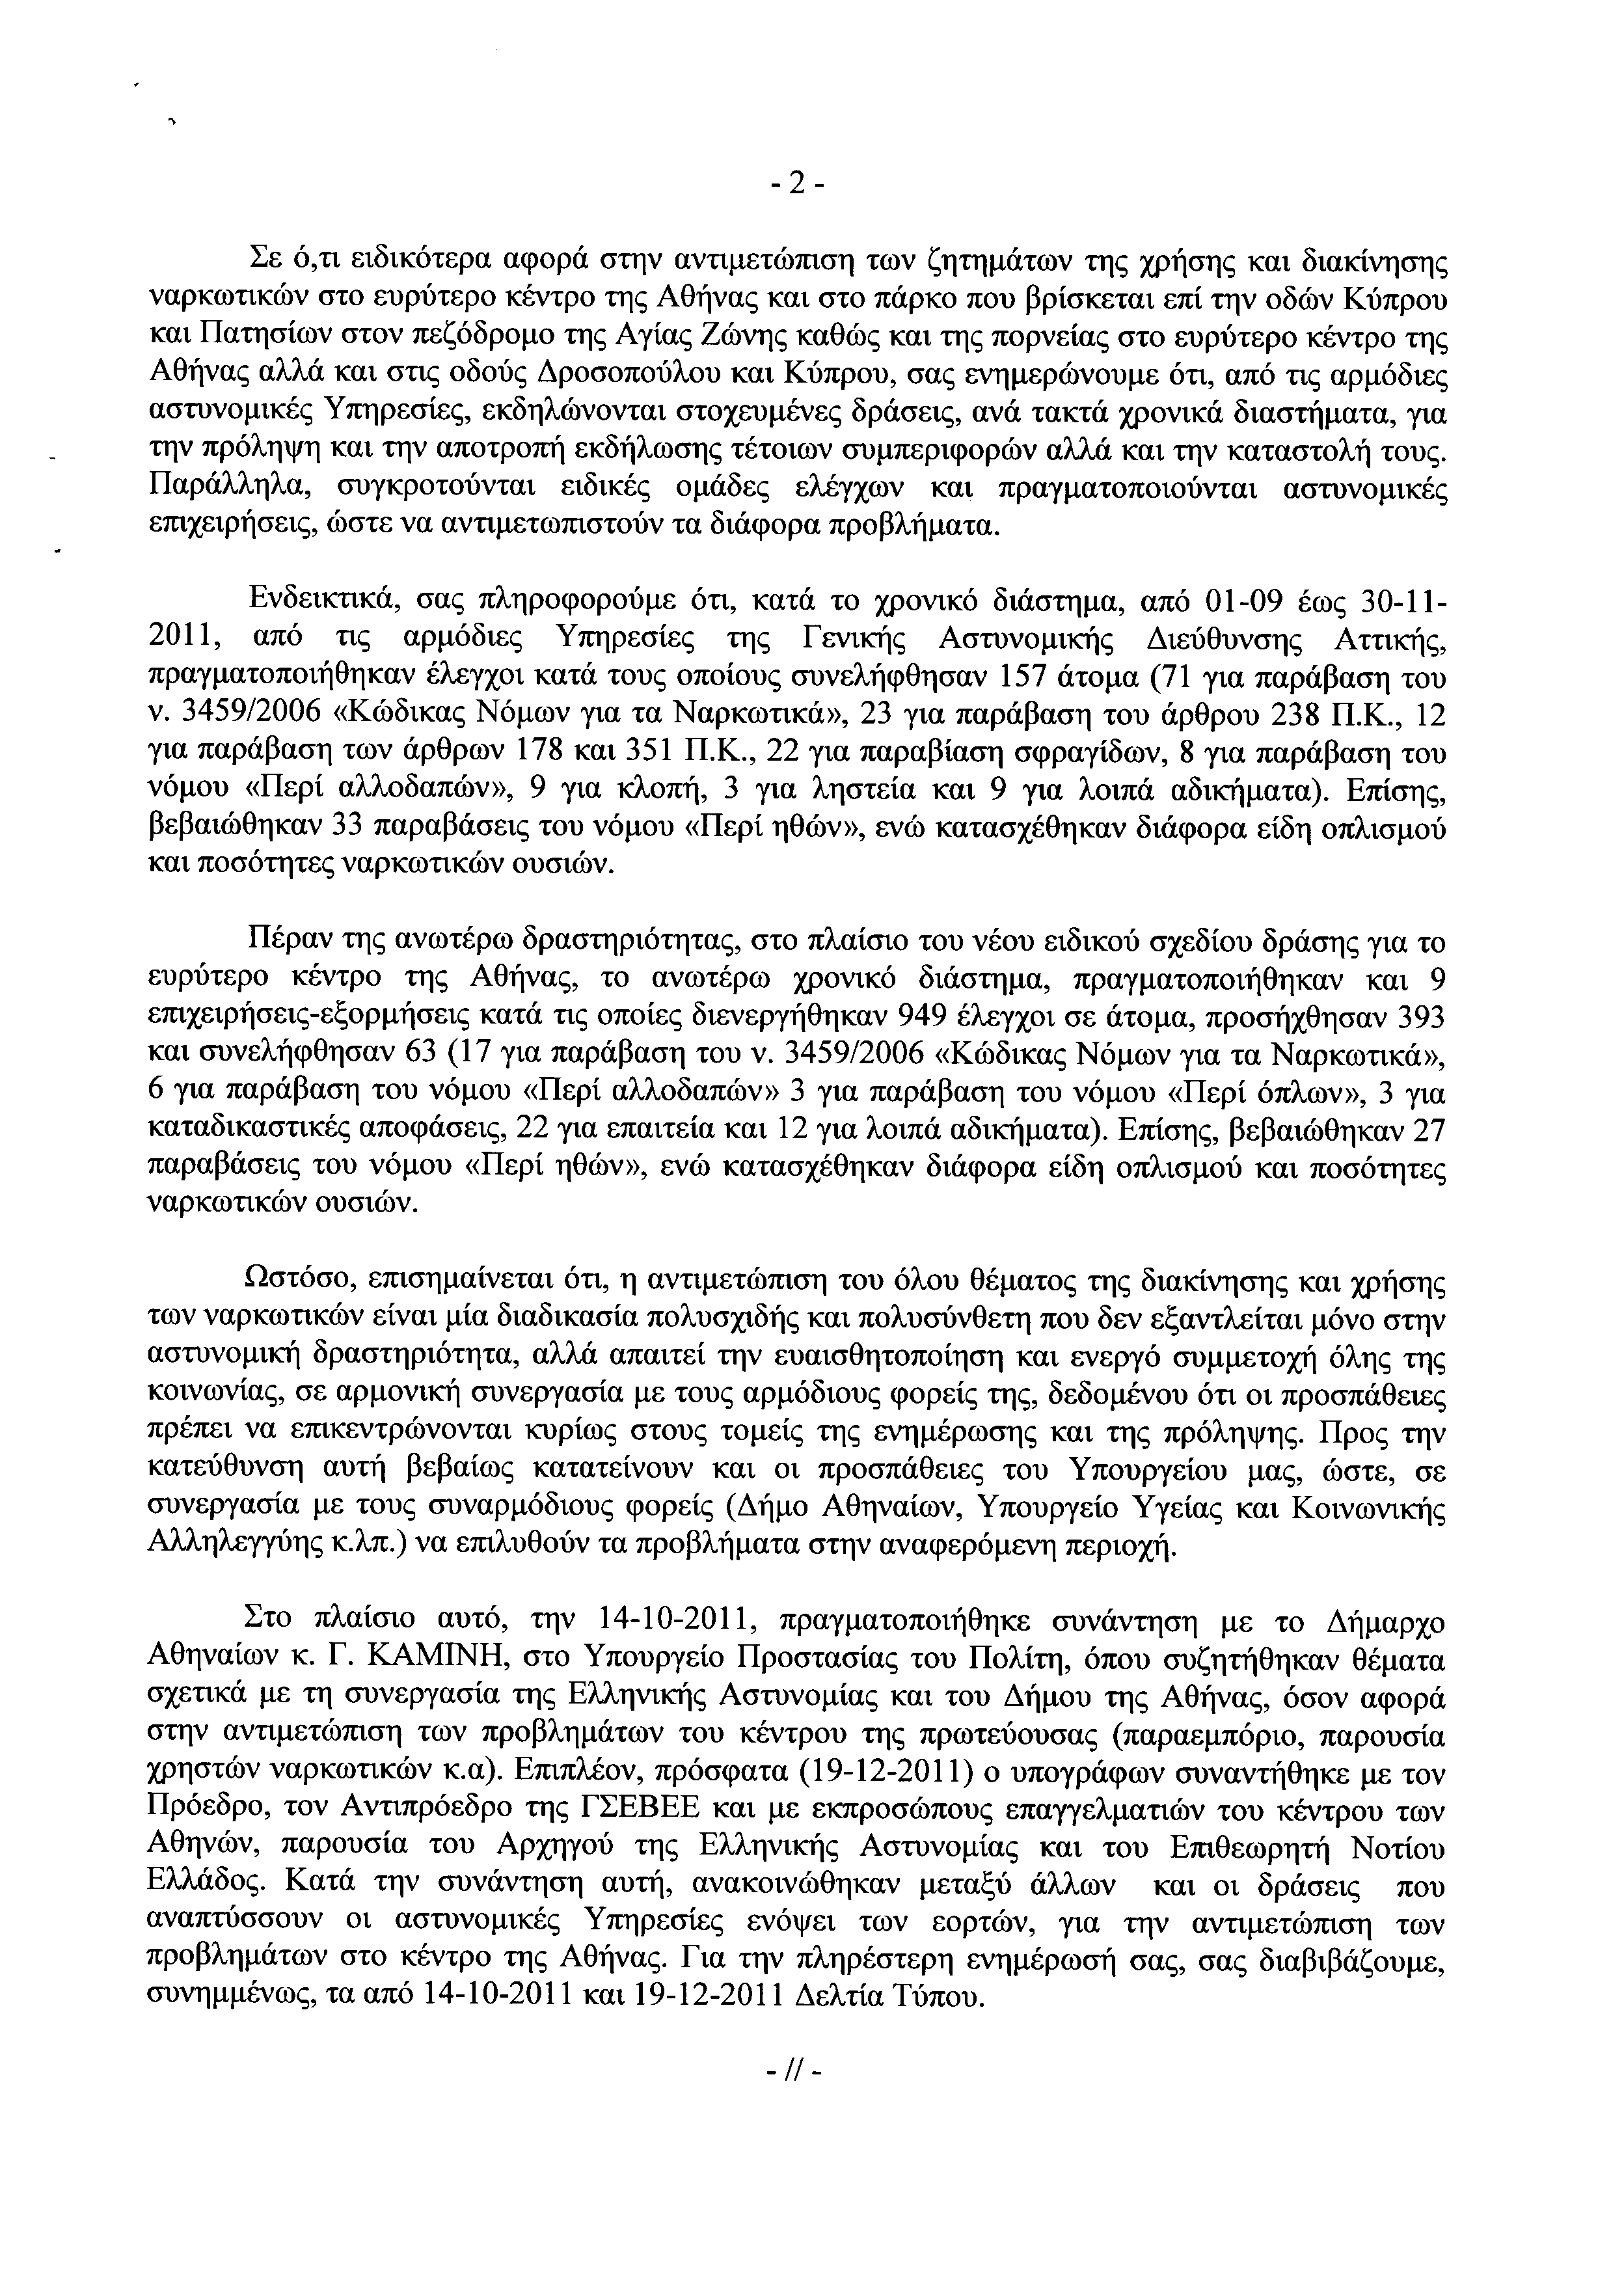 - 2 -
Σε ό,τι ειδικότερα αφορά στην αντιμετώπιση των ζητημάτων της χρήσης και διακίνησης
ναρκωτικών στο ευρύτερο κέντρο της Αθήνας και στο πάρκο που βρίσκεται επί την οδών Κύπρου
και Πατησίων στον πεζόδρομο της Αγίας Ζώνης καθώς και της πορνείας στο ευρύτερο κέντρο της
Αθήνας αλλά και στις οδούς Δροσοπούλου και Κύπρου, σας ενημερώνουμε ότι, από τις αρμόδιες
αστυνομικές Υπηρεσίες, εκδηλώνονται στοχευμένες δράσεις, ανά τακτά χρονικά διαστήματα, για
την πρόληψη και την αποτροπή εκδήλωσης τέτοιων συμπεριφορών αλλά και την καταστολή τους.
Παράλληλα, συγκροτούνται ειδικές ομάδες ελέγχων και πραγματοποιούνται αστυνομικές
επιχειρήσεις, ώστε να αντιμετωπιστούν τα διάφορα προβλήματα.
Ενδεικτικά, σας πληροφορούμε ότι, κατά το χρονικό διάστημα, από 01-09 έως 30-11-
2011, από τις αρμόδιες Υπηρεσίες της Γενικής Αστυνομικής Διεύθυνσης Αττικής,
πραγματοποιήθηκαν έλεγχοι κατά τους οποίους συνελήφθησαν 157 άτομα (71 για παράβαση του
ν. 3459/2006 «Κώδικας Νόμων για τα Ναρκωτικά», 23 για παράβαση του άρθρου 238 Π.Κ., 12
για παράβαση των άρθρων 178 και 351 Π.Κ., 22 για παραβίαση σφραγίδων, 8 για παράβαση του
νόμου «Περί αλλοδαπών», 9 για κλοπή, 3 για ληστεία και 9 για λοιπά αδικήματα). Επίσης,
βεβαιώθηκαν 33 παραβάσεις του νόμου «Περί ηθών», ενώ κατασχέθηκαν διάφορα είδη οπλισμού
και ποσότητες ναρκωτικών ουσιών.
Πέραν της ανωτέρω δραστηριότητας, στο πλαίσιο του νέου ειδικού σχεδίου δράσης για το
ευρύτερο κέντρο της Αθήνας, το ανωτέρω χρονικό διάστημα, πραγματοποιήθηκαν και 9
επιχειρήσεις-εξορμήσεις κατά τις οποίες διενεργήθηκαν 949 έλεγχοι σε άτομα, προσήχθησαν 393
και συνελήφθησαν 63 (17 για παράβαση του ν. 3459/2006 «Κώδικας Νόμων για τα Ναρκωτικά»,
6 για παράβαση του νόμου «Περί αλλοδαπών» 3 για παράβαση του νόμου «Περί όπλων», 3 για
καταδικαστικές αποφάσεις, 22 για επαιτεία και 12 για λοιπά αδικήματα). Επίσης, βεβαιώθηκαν 27
παραβάσεις του νόμου «Περί ηθών», ενώ κατασχέθηκαν διάφορα είδη οπλισμού και ποσότητες
ναρκωτικών ουσιών.
Ωστόσο, επισημαίνεται ότι, η αντιμετώπιση του όλου θέματος της διακίνησης και χρήσης
των ναρκωτικών είναι μία διαδικασία πολυσχιδής και πολυσύνθετη που δεν εξαντλείται μόνο στην
αστυνομική δραστηριότητα, αλλά απαιτεί την ευαισθητοποίηση και ενεργό συμμετοχή όλης της
κοινωνίας, σε αρμονική συνεργασία με τους αρμόδιους φορείς της, δεδομένου ότι οι προσπάθειες
πρέπει να επικεντρώνονται κυρίως στους τομείς της ενημέρωσης και της πρόληψης. Προς την
κατεύθυνση αυτή βεβαίως κατατείνουν και οι προσπάθειες του Υπουργείου μας, ώστε, σε
συνεργασία με τους συναρμόδιους φορείς (Δήμο Αθηναίων, Υπουργείο Υγείας και Κοινωνικής
Αλληλεγγύης κ.λπ.) να επιλυθούν τα προβλήματα στην αναφερόμενη περιοχή.
Στο πλαίσιο αυτό, την 14-10-2011, πραγματοποιήθηκε συνάντηση με το Δήμαρχο
Αθηναίων κ. Γ. ΚΑΜΙΝΗ, στο Υπουργείο Προστασίας του Πολίτη, όπου συζητήθηκαν θέματα
σχετικά με τη συνεργασία της Ελληνικής Αστυνομίας και του Δήμου της Αθήνας, όσον αφορά
στην αντιμετώπιση των προβλημάτων του κέντρου της πρωτεύουσας (παραεμπόριο, παρουσία
χρηστών ναρκωτικών κ.α). Επιπλέον, πρόσφατα (19-12-2011) ο υπογράφων συναντήθηκε με τον
Πρόεδρο, τον Αντιπρόεδρο της ΓΣΕΒΕΕ και με εκπροσώπους επαγγελματιών του κέντρου των
Αθηνών, παρουσία του Αρχηγού της Ελληνικής Αστυνομίας και του Επιθεωρητή Νοτίου
Ελλάδος. Κατά την συνάντηση αυτή, ανακοινώθηκαν μεταξύ άλλων και οι δράσεις που
αναπτύσσουν οι αστυνομικές Υπηρεσίες ενόψει των εορτών, για την αντιμετώπιση των
προβλημάτων στο κέντρο της Αθήνας. Για την πληρέστερη ενημέρωσή σας, σας διαβιβάζουμε,
συνημμένως, τα από 14-10-2011 και 19-12-2011 Δελτία Τύπου.
- // -